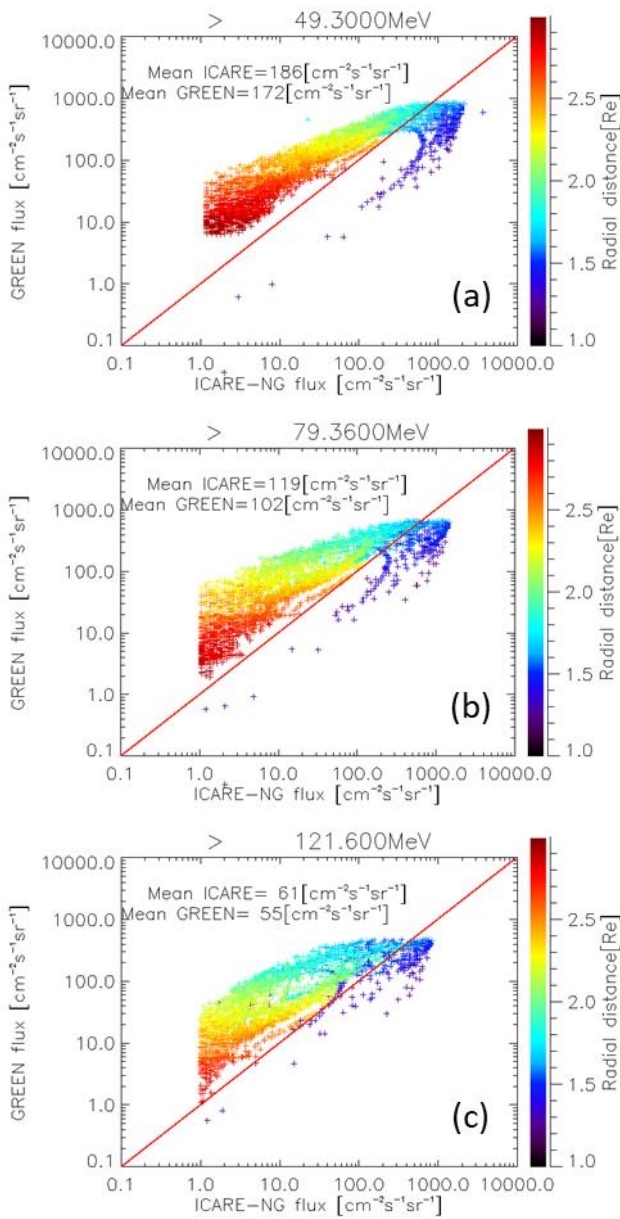 > 49.3000MeV
10000.0
1000.0
100.0
10.0
1.0
0.1
GREEN flux [cm⁻²s⁻¹sr⁻¹]
Mean ICARE=186[cm⁻²s⁻¹sr⁻¹]
Mean GREEN=172[cm⁻²s⁻¹sr⁻¹]
(a)
0.1 1.0 10.0 100.0 1000.0 10000.0
ICARE-NG flux [cm⁻²s⁻¹sr⁻¹]
2.5
2.0
1.5
1.0
Radial distance[Re]
> 79.3600MeV
10000.0
1000.0
100.0
10.0
1.0
0.1
GREEN flux [cm⁻²s⁻¹sr⁻¹]
Mean ICARE=119[cm⁻²s⁻¹sr⁻¹]
Mean GREEN=102[cm⁻²s⁻¹sr⁻¹]
(b)
0.1 1.0 10.0 100.0 1000.0 10000.0
ICARE-NG flux [cm⁻²s⁻¹sr⁻¹]
2.5
2.0
1.5
1.0
Radial distance[Re]
> 121.600MeV
10000.0
1000.0
100.0
10.0
1.0
0.1
GREEN flux [cm⁻²s⁻¹sr⁻¹]
Mean ICARE= 61[cm⁻²s⁻¹sr⁻¹]
Mean GREEN= 55[cm⁻²s⁻¹sr⁻¹]
(c)
0.1 1.0 10.0 100.0 1000.0 10000.0
ICARE-NG flux [cm⁻²s⁻¹sr⁻¹]
2.5
2.0
1.5
1.0
Radial distance[Re]